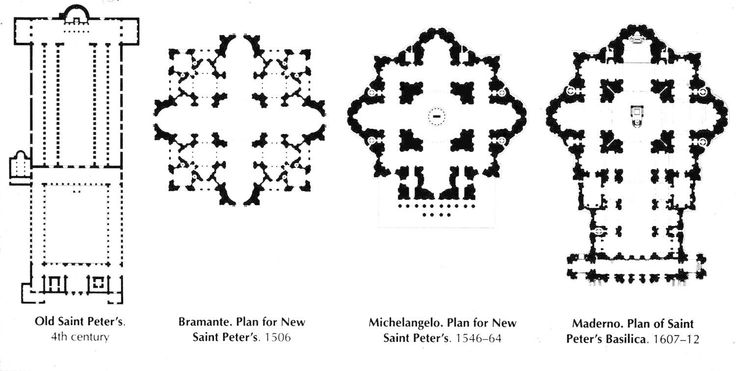 Old Saint Peter's.
4th century
Bramante. Plan for New
Saint Peter's. 1506
Michelangelo. Plan for New
Saint Peter's. 1546–64
Maderno. Plan of Saint
Peter's Basilica. 1607–12